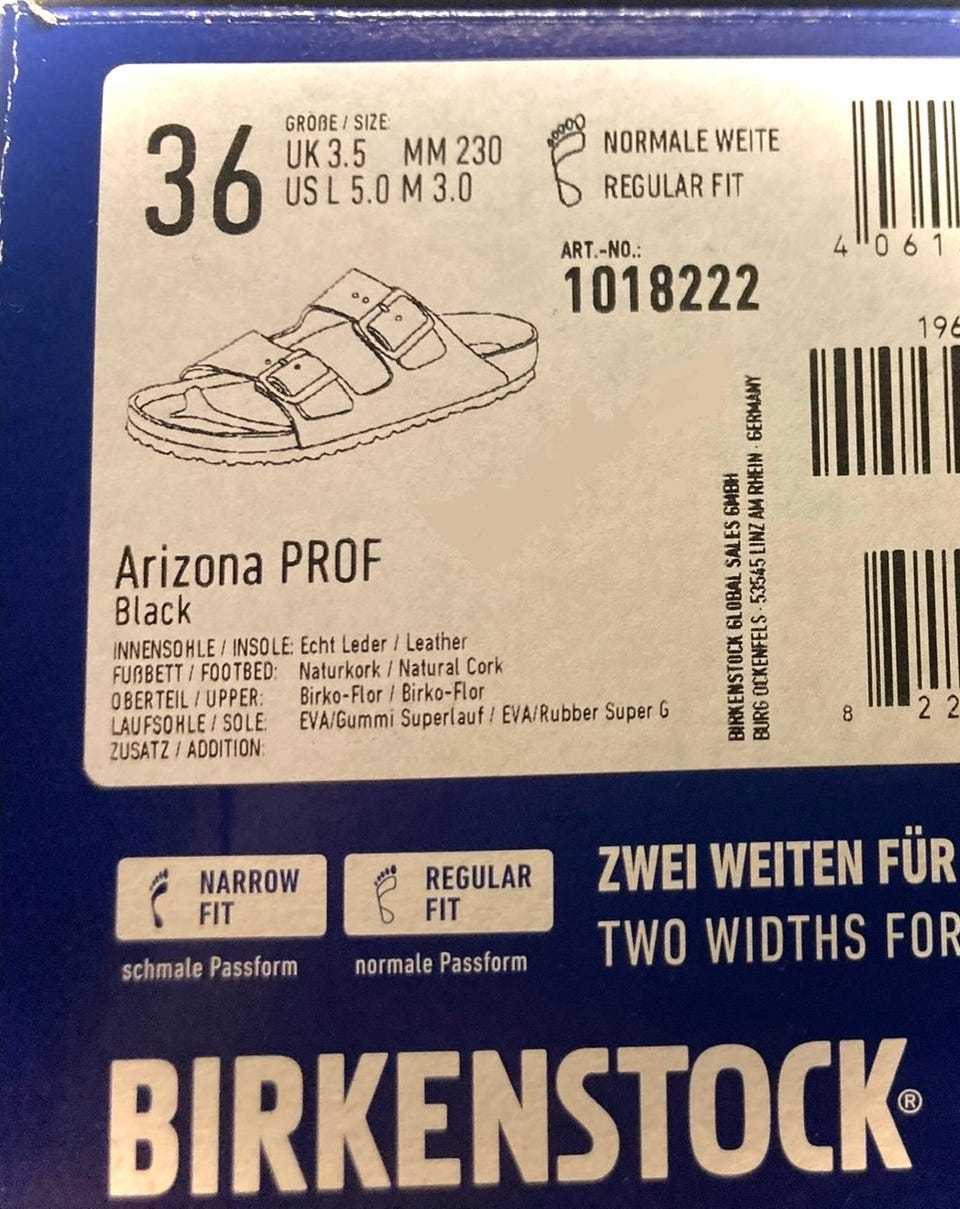 36
GRÖßE / SIZE:
UK 3.5 MM 230
US L 5.0 M 3.0
NORMALE WEITE
REGULAR FIT
ART.-NO.:
1018222
4 061
196
8 22
BIRKENSTOCK GLOBAL SALES GMBH
BURG OCKENFELS · 53545 LINZ AM RHEIN · GERMANY
Arizona PROF
Black
INNENSOHLE / INSOLE: Echt Leder / Leather
FUßBETT / FOOTBED: Naturkork / Natural Cork
OBERTEIL / UPPER: Birko-Flor / Birko-Flor
LAUFSOHLE / SOLE: EVA/Gummi Superlauf / EVA/Rubber Super G
ZUSATZ / ADDITION:
NARROW
FIT
schmale Passform
REGULAR
FIT
normale Passform
ZWEI WEITEN FÜR
TWO WIDTHS FOR
BIRKENSTOCK®